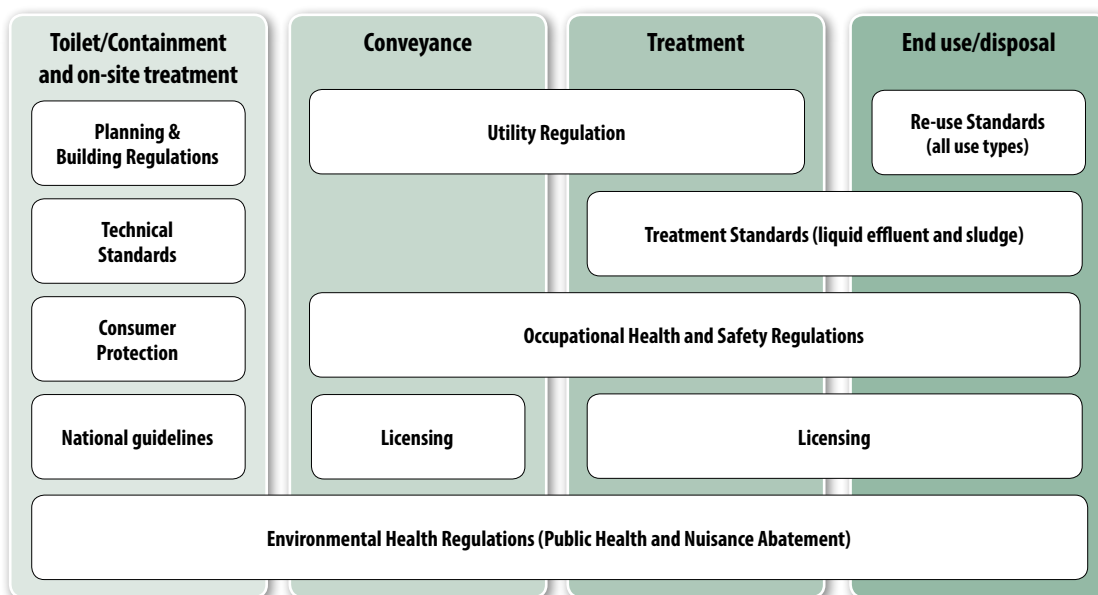 Toilet/Containment
and on-site treatment
Conveyance
Treatment
End use/disposal
Planning &
Building Regulations
Utility Regulation
Re-use Standards
(all use types)
Technical
Standards
Treatment Standards (liquid effluent and sludge)
Consumer
Protection
Occupational Health and Safety Regulations
National guidelines
Licensing
Licensing
Environmental Health Regulations (Public Health and Nuisance Abatement)